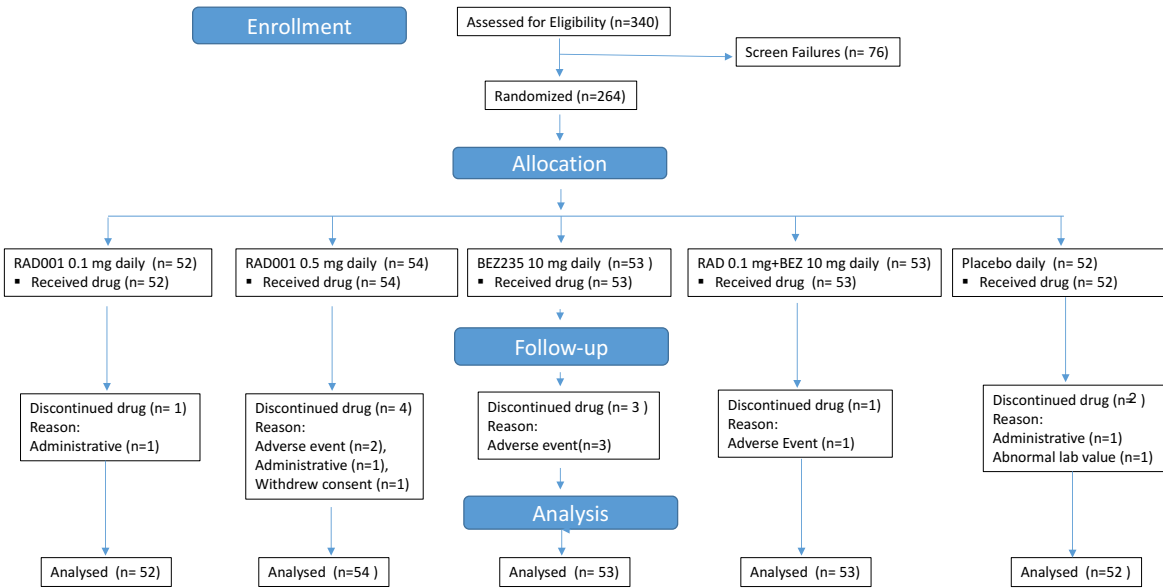 Enrollment
Assessed for Eligibility (n=340)
Screen Failures (n= 76)
Randomized (n=264)
Allocation
RAD001 0.1 mg daily (n= 52)
▪ Received drug (n= 52)
RAD001 0.5 mg daily (n= 54)
▪ Received drug (n= 54)
BEZ235 10 mg daily (n=53 )
▪ Received drug (n= 53)
RAD 0.1 mg+BEZ 10 mg daily (n= 53)
▪ Received drug (n= 53)
Placebo daily (n= 52)
▪ Received drug (n= 52)
Follow-up
Discontinued drug (n= 1)
Reason:
Administrative (n=1)
Discontinued drug (n= 4)
Reason:
Adverse event (n=2),
Administrative (n=1),
Withdrew consent (n=1)
Discontinued drug (n= 3 )
Reason:
Adverse event(n=3)
Discontinued drug (n=1)
Reason:
Adverse Event (n=1)
Discontinued drug (n=2 )
Reason:
Administrative (n=1)
Abnormal lab value (n=1)
Analysis
Analysed (n= 52)
Analysed (n=54 )
Analysed (n= 53)
Analysed (n= 53)
Analysed (n=52 )